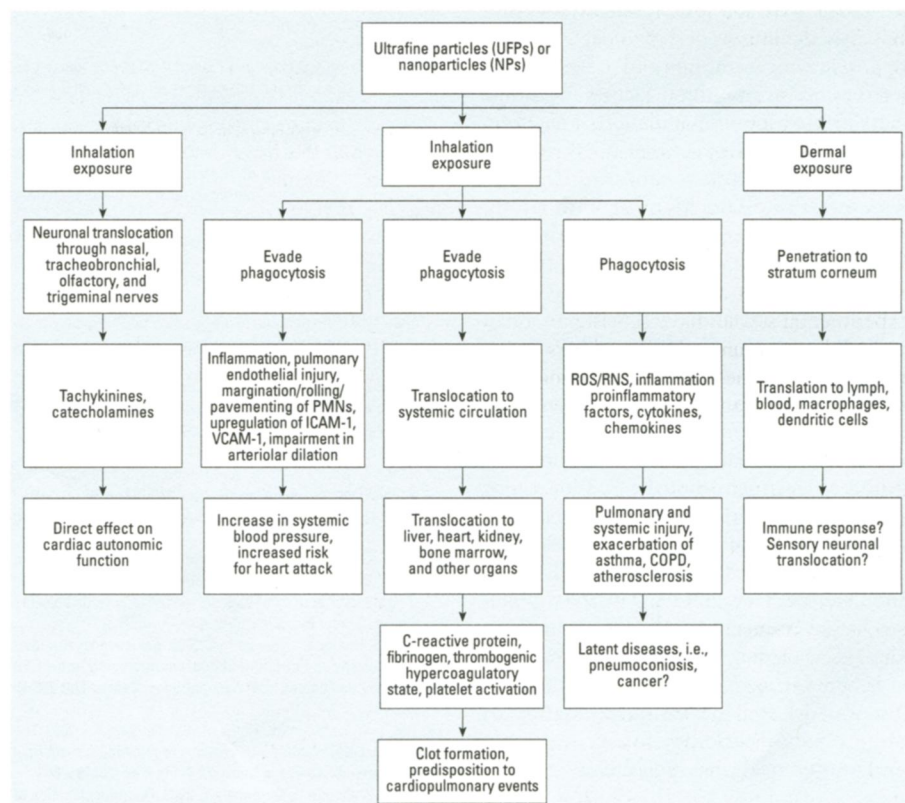 Ultrafine particles (UFPs) or
nanoparticles (NPs)
Inhalation
exposure
Inhalation
exposure
Dermal
exposure
Neuronal translocation
through nasal,
tracheobronchial,
olfactory, and
trigeminal nerves
Evade
phagocytosis
Evade
phagocytosis
Phagocytosis
Penetration to
stratum corneum
Tachykinines,
catecholamines
Inflammation, pulmonary
endothelial injury,
margination/rolling/
pavementing of PMNs,
upregulation of ICAM-1,
VCAM-1, impairment in
arteriolar dilation
Translocation to
systemic circulation
ROS/RNS, inflammation
proinflammatory
factors, cytokines,
chemokines
Translation to lymph,
blood, macrophages,
dendritic cells
Direct effect on
cardiac autonomic
function
Increase in systemic
blood pressure,
increased risk
for heart attack
Translocation to
liver, heart, kidney,
bone marrow,
and other organs
Pulmonary and
systemic injury,
exacerbation of
asthma, COPD,
atherosclerosis
Immune response?
Sensory neuronal
translocation?
C-reactive protein,
fibrinogen, thrombogenic
hypercoagulatory
state, platelet activation
Latent diseases, i.e.,
pneumoconiosis,
cancer?
Clot formation,
predisposition to
cardiopulmonary events